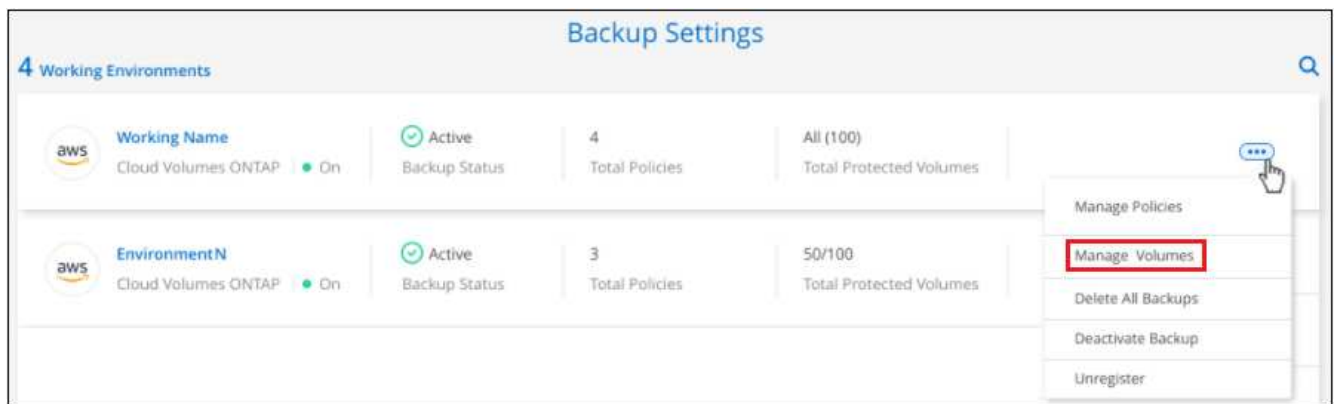 Backup Settings
4 Working Environments
aws
Working Name
Cloud Volumes ONTAP
On
Active
Backup Status
4
Total Policies
All (100)
Total Protected Volumes
Manage Policies
Manage Volumes
Delete All Backups
Deactivate Backup
Unregister
aws
EnvironmentN
Cloud Volumes ONTAP
On
Active
Backup Status
3
Total Policies
50/100
Total Protected Volumes